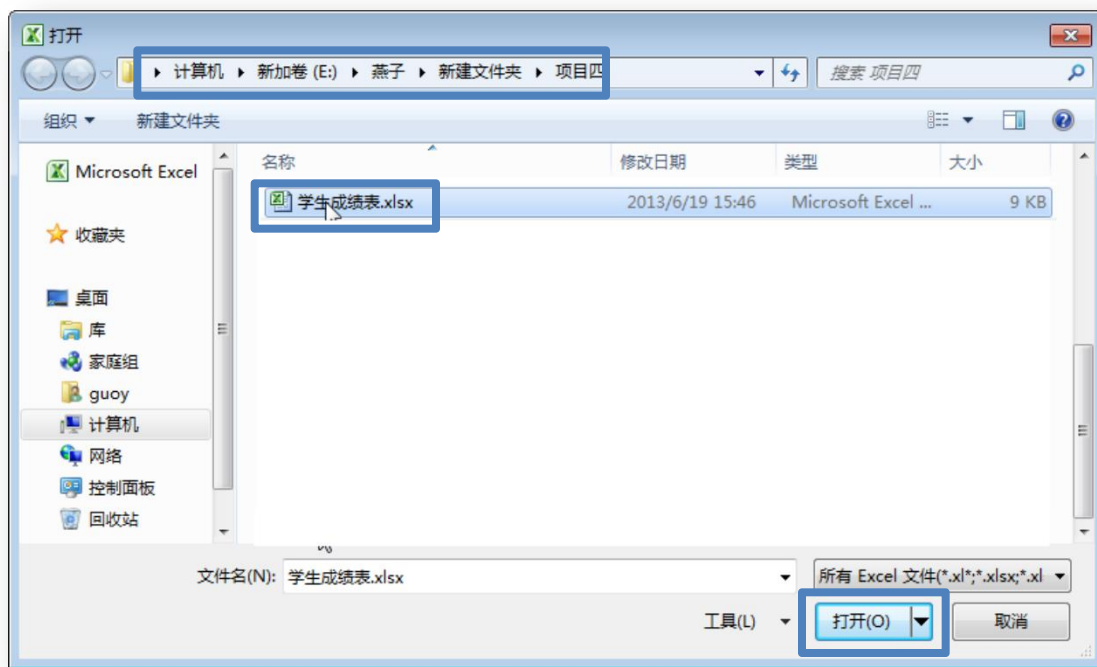 打开
计算机 新加卷 (E:) 燕子 新建文件夹 项目四
搜索 项目四
组织 新建文件夹
名称 修改日期 类型 大小
学生成绩表.xlsx 2013/6/19 15:46 Microsoft Excel ... 9 KB
Microsoft Excel
收藏夹
桌面
库
家庭组
guoy
计算机
网络
控制面板
回收站
文件名(N): 学生成绩表.xlsx 所有 Excel 文件(*.xl*;*.xlsx;*.xl
工具(L) 打开(O) 取消